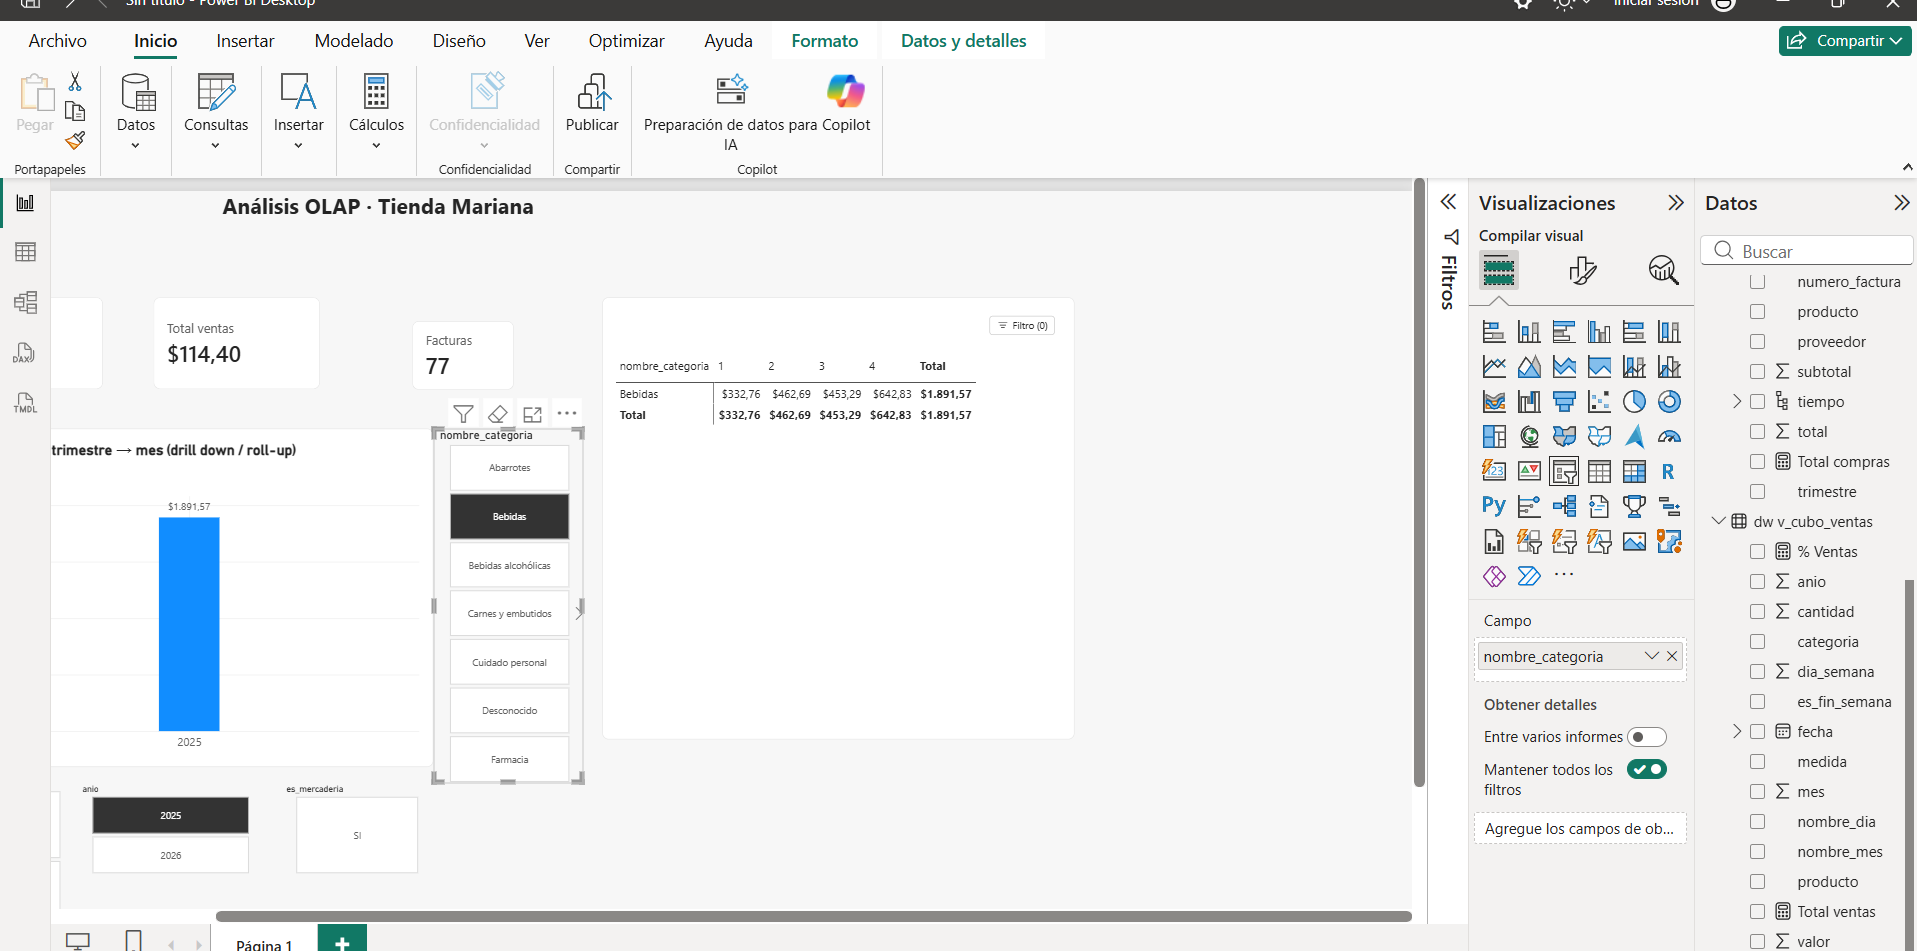 Sin título - Power BI Desktop
Iniciar sesión
Archivo
Inicio
Insertar
Modelado
Diseño
Ver
Optimizar
Ayuda
Formato
Datos y detalles
Compartir
Pegar
Datos
Consultas
Insertar
Cálculos
Confidencialidad
Publicar
Preparación de datos para
IA
Copilot
Portapapeles
Confidencialidad
Compartir
Copilot
Análisis OLAP · Tienda Mariana
Total ventas
$114,40
Facturas
77
Filtro (0)
nombre_categoria 1 2 3 4 Total
Bebidas $332,76 $462,69 $453,29 $642,83 $1.891,57
Total $332,76 $462,69 $453,29 $642,83 $1.891,57
trimestre → mes (drill down / roll-up)
$1.891,57
2025
nombre_categoria
Abarrotes
Bebidas
Bebidas alcohólicas
Carnes y embutidos
Cuidado personal
Desconocido
Farmacia
anio
2025
2026
es_mercaderia
SI
Página 1
DAX
TMDL
Filtros
Visualizaciones
Compilar visual
123
R
Py
Campo
nombre_categoria
Obtener detalles
Entre varios informes
Mantener todos los
filtros
Agregue los campos de ob...
Datos
Buscar
numero_factura
producto
proveedor
subtotal
tiempo
total
Total compras
trimestre
dw v_cubo_ventas
% Ventas
anio
cantidad
categoria
dia_semana
es_fin_semana
fecha
medida
mes
nombre_dia
nombre_mes
producto
Total ventas
valor